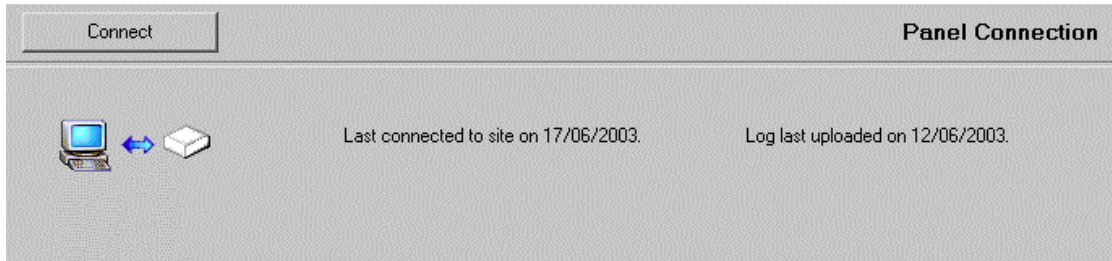 Connect
Panel Connection
Last connected to site on 17/06/2003.
Log last uploaded on 12/06/2003.